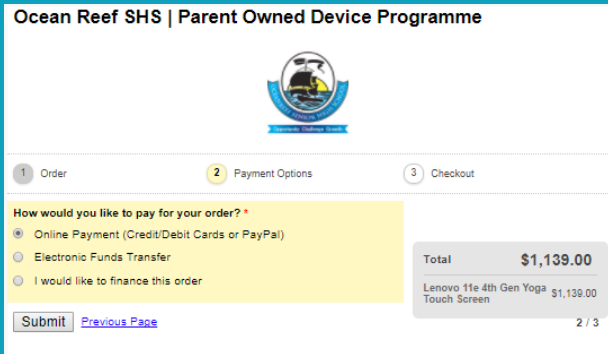 Ocean Reef SHS | Parent Owned Device Programme
Opportunity Challenge Growth
1 Order
2 Payment Options
3 Checkout
How would you like to pay for your order? *
Online Payment (Credit/Debit Cards or PayPal)
Electronic Funds Transfer
I would like to finance this order
Total $1,139.00
Lenovo 11e 4th Gen Yoga Touch Screen $1,139.00
Submit Previous Page
2 / 3